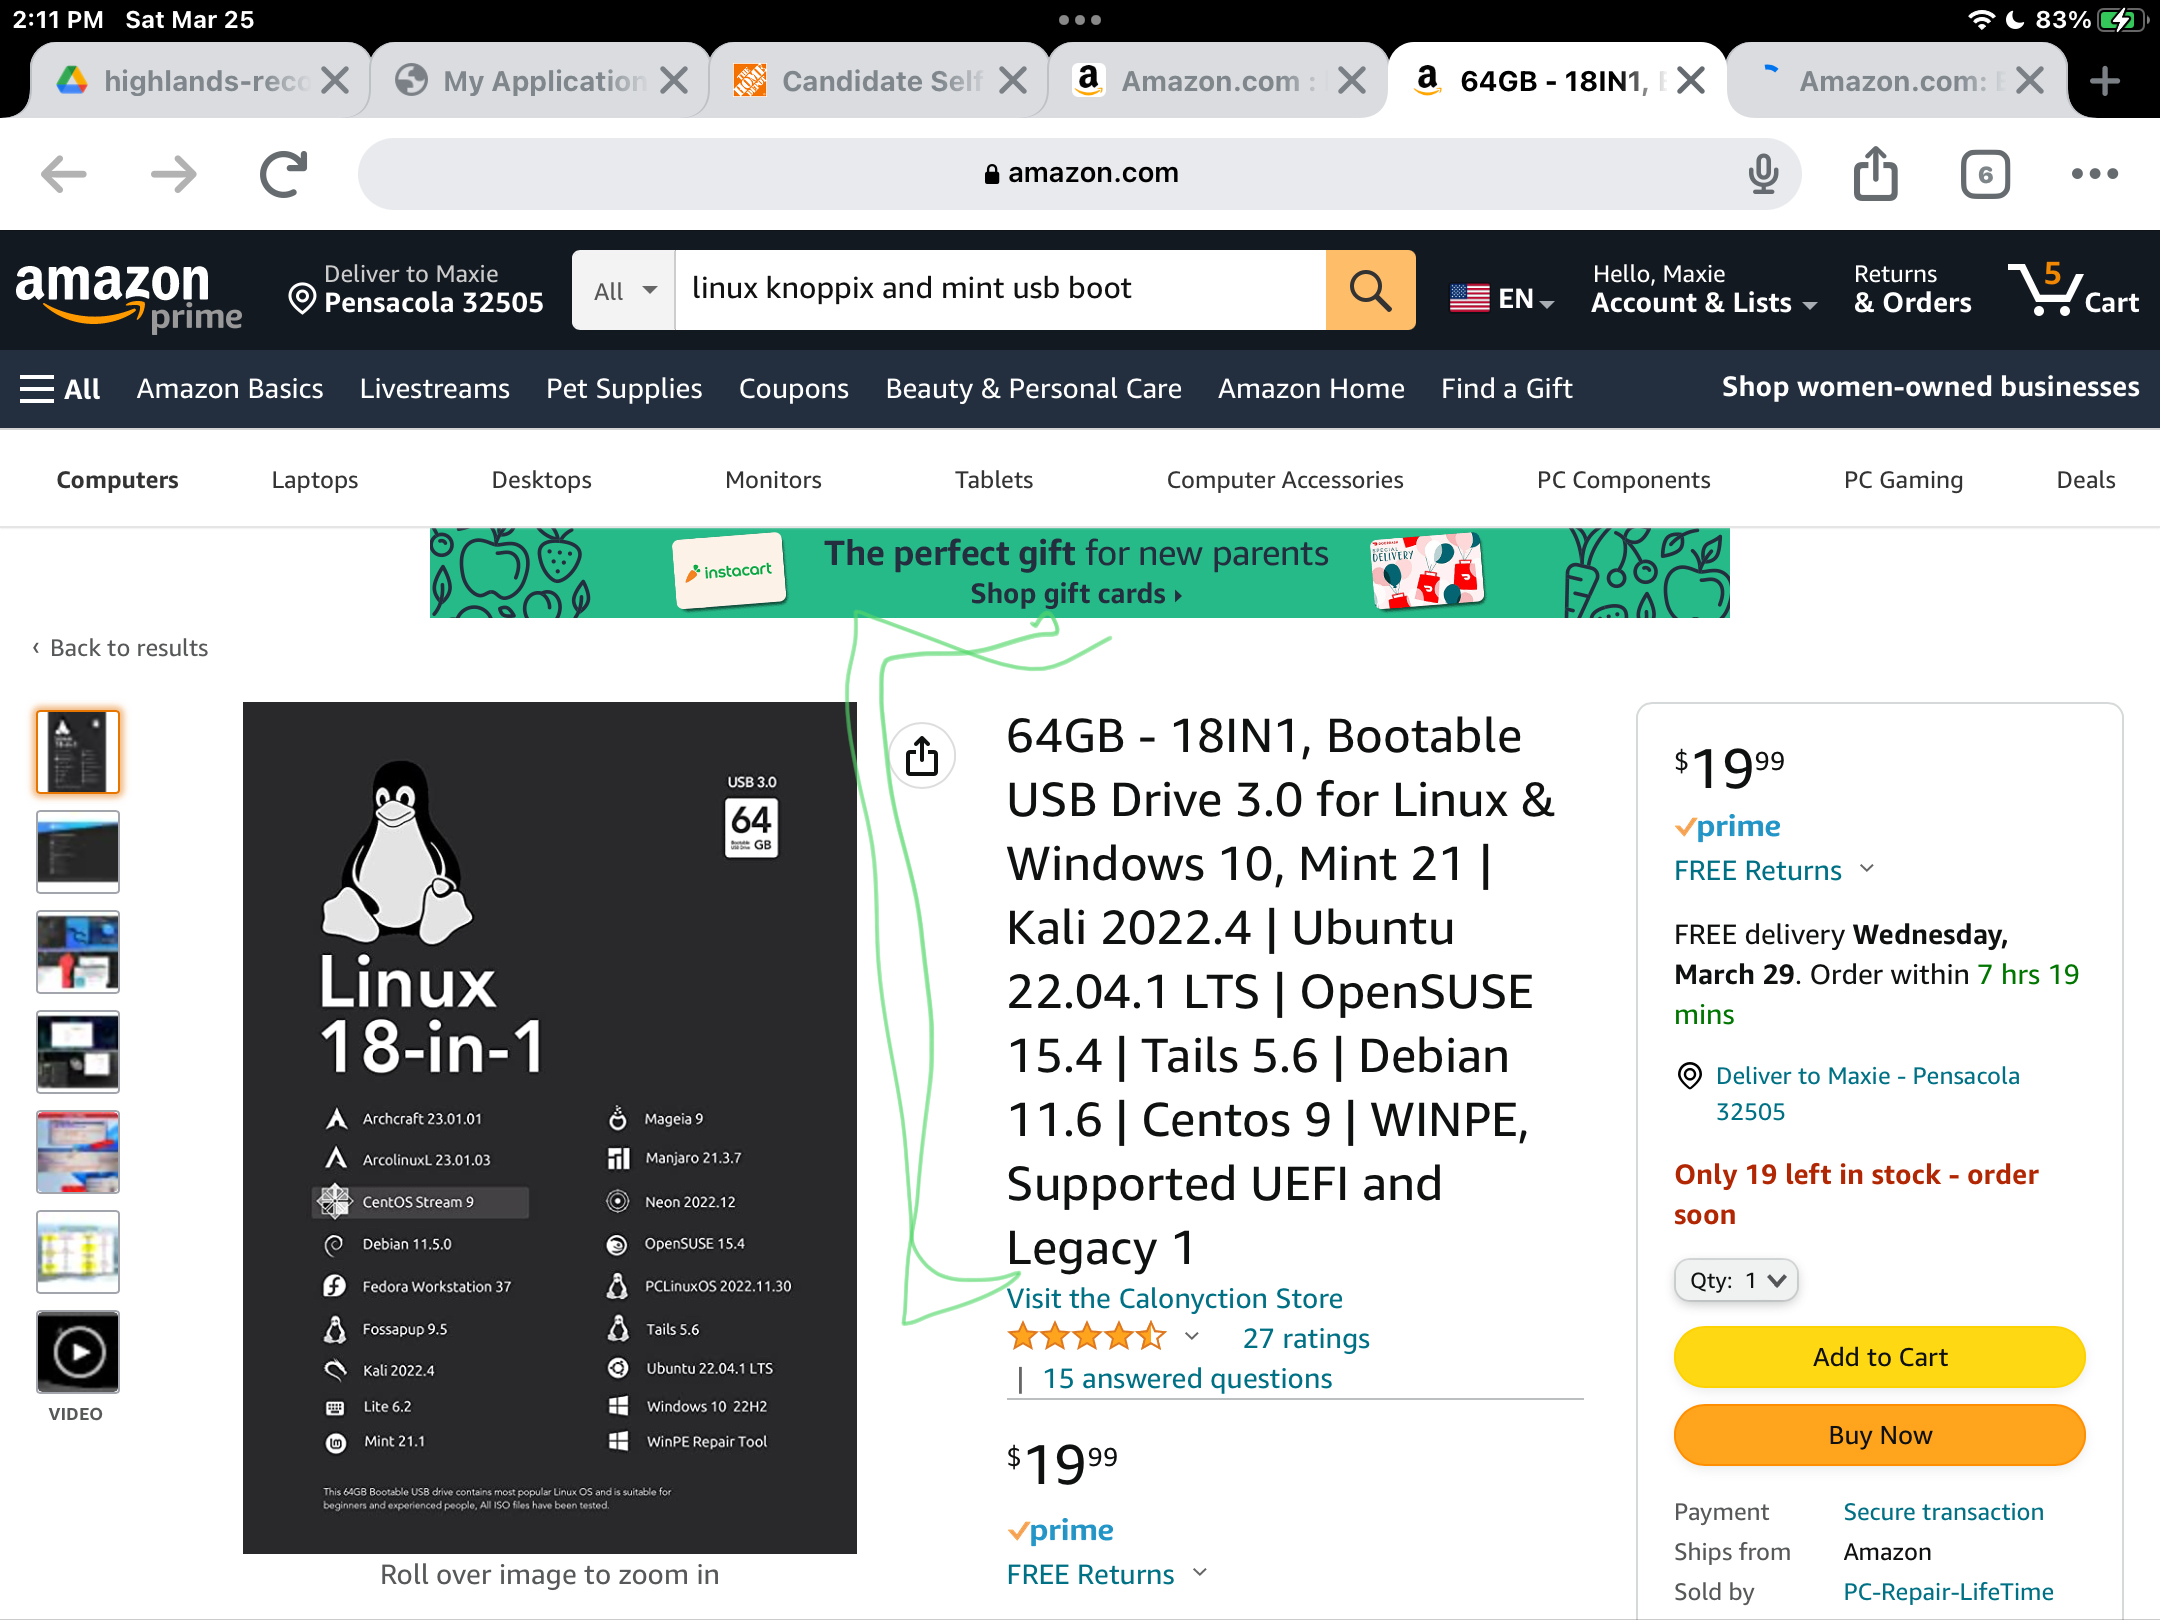 2:11 PM Sat Mar 25
83%
highlands-reco
My Application
Candidate Self
Amazon.com :
64GB - 18IN1,
Amazon.com:
amazon.com
6
amazon prime
Deliver to Maxie
Pensacola 32505
All
linux knoppix and mint usb boot
EN
Hello, Maxie
Account & Lists
Returns
& Orders
5
Cart
All Amazon Basics Livestreams Pet Supplies Coupons Beauty & Personal Care Amazon Home Find a Gift
Shop women-owned businesses
Computers Laptops Desktops Monitors Tablets Computer Accessories PC Components PC Gaming Deals
instacart
The perfect gift for new parents
Shop gift cards ›
SPECIAL
DELIVERY
‹ Back to results
VIDEO
USB 3.0
64
GB
Linux
18-in-1
Archcraft 23.01.01
ArcolinuxL 23.01.03
CentOS Stream 9
Debian 11.5.0
Fedora Workstation 37
Fossapup 9.5
Kali 2022.4
Lite 6.2
Mint 21.1
Mageia 9
Manjaro 21.3.7
Neon 2022.12
OpenSUSE 15.4
PCLinuxOS 2022.11.30
Tails 5.6
Ubuntu 22.04.1 LTS
Windows 10 22H2
WinPE Repair Tool
This 64GB Bootable USB drive contains most popular Linux OS and is suitable for
beginners and experienced people, All ISO files have been tested.
Roll over image to zoom in
64GB - 18IN1, Bootable
USB Drive 3.0 for Linux &
Windows 10, Mint 21 |
Kali 2022.4 | Ubuntu
22.04.1 LTS | OpenSUSE
15.4 | Tails 5.6 | Debian
11.6 | Centos 9 | WINPE,
Supported UEFI and
Legacy 1
Visit the Calonyction Store
27 ratings
| 15 answered questions
$19 99
prime
FREE Returns
$19 99
prime
FREE Returns
FREE delivery Wednesday,
March 29. Order within 7 hrs 19
mins
Deliver to Maxie - Pensacola
32505
Only 19 left in stock - order
soon
Qty: 1
Add to Cart
Buy Now
Payment Secure transaction
Ships from Amazon
Sold by PC-Repair-LifeTime